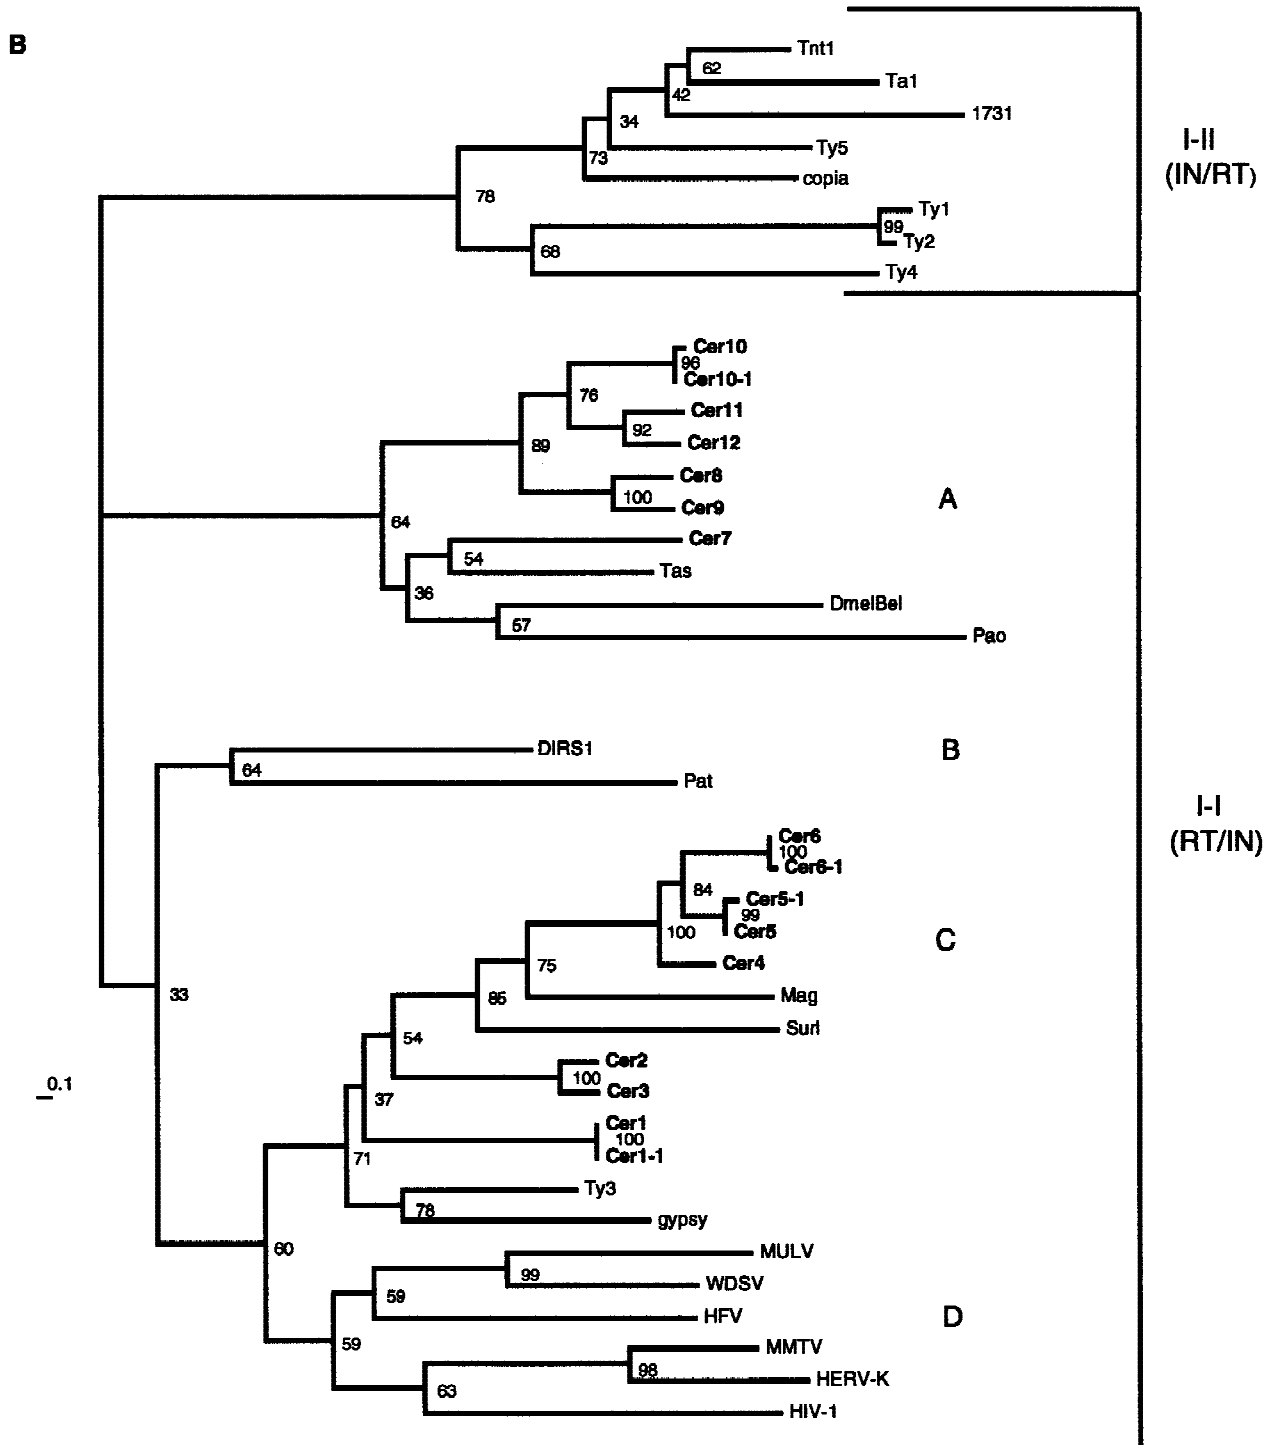 B
Tnt1
62
Ta1
42
1731
34
I-II
Ty5
73
(IN/RT)
copia
78
Ty1
99
Ty2
68
Ty4
Cer10
96
Cer10-1
76
Cer11
92
Cer12
89
Cer8
100
A
Cer9
64
Cer7
54
Tas
36
DmelBel
57
Pao
DIRS1
B
64
Pat
I-I
(RT/IN)
Cer6
100
Cer6-1
84
Cer5-1
99
Cer5
100
C
Cer4
75
Mag
33
85
Surl
54
Cer2
100
Cer3
0.1
37
Cer1
100
Cer1-1
71
Ty3
78
gypsy
60
MULV
99
WDSV
59
HFV
D
59
MMTV
98
HERV-K
63
HIV-1